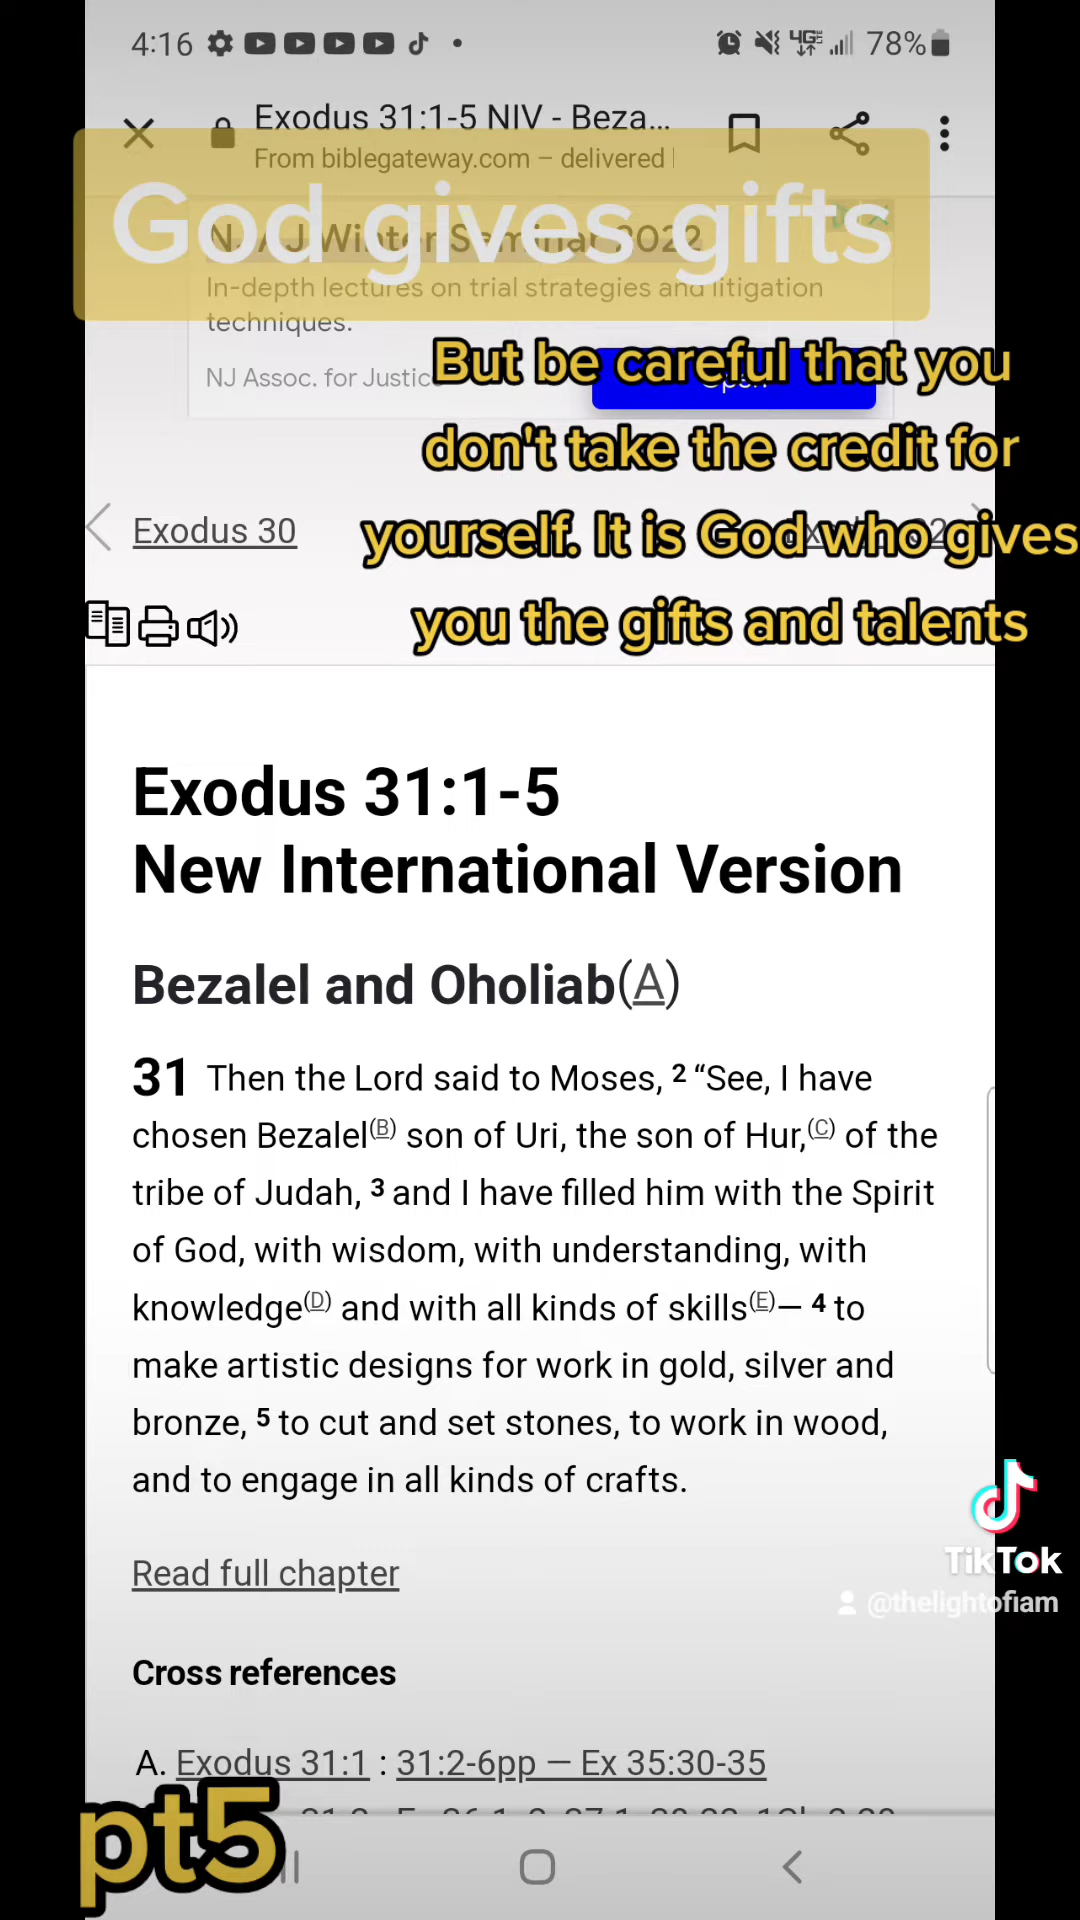 4:16
4G
78%
Exodus 31:1-5 NIV - Beza...
From biblegateway.com – delivered
God gives gifts
Winter Seminar 2022
In-depth lectures on trial strategies and litigation
techniques.
NJ Assoc. for Justice
Open
But be careful that you
don't take the credit for
yourself. It is God who gives
you the gifts and talents
Exodus 30
Exodus 31:1-5
New International Version
Bezalel and Oholiab(A)
31 Then the Lord said to Moses, 2 “See, I have
chosen Bezalel(B) son of Uri, the son of Hur,(C) of the
tribe of Judah, 3 and I have filled him with the Spirit
of God, with wisdom, with understanding, with
knowledge(D) and with all kinds of skills(E)— 4 to
make artistic designs for work in gold, silver and
bronze, 5 to cut and set stones, to work in wood,
and to engage in all kinds of crafts.
Read full chapter
TikTok
@thelightofiam
Cross references
A. Exodus 31:1 : 31:2-6pp — Ex 35:30-35
pt5